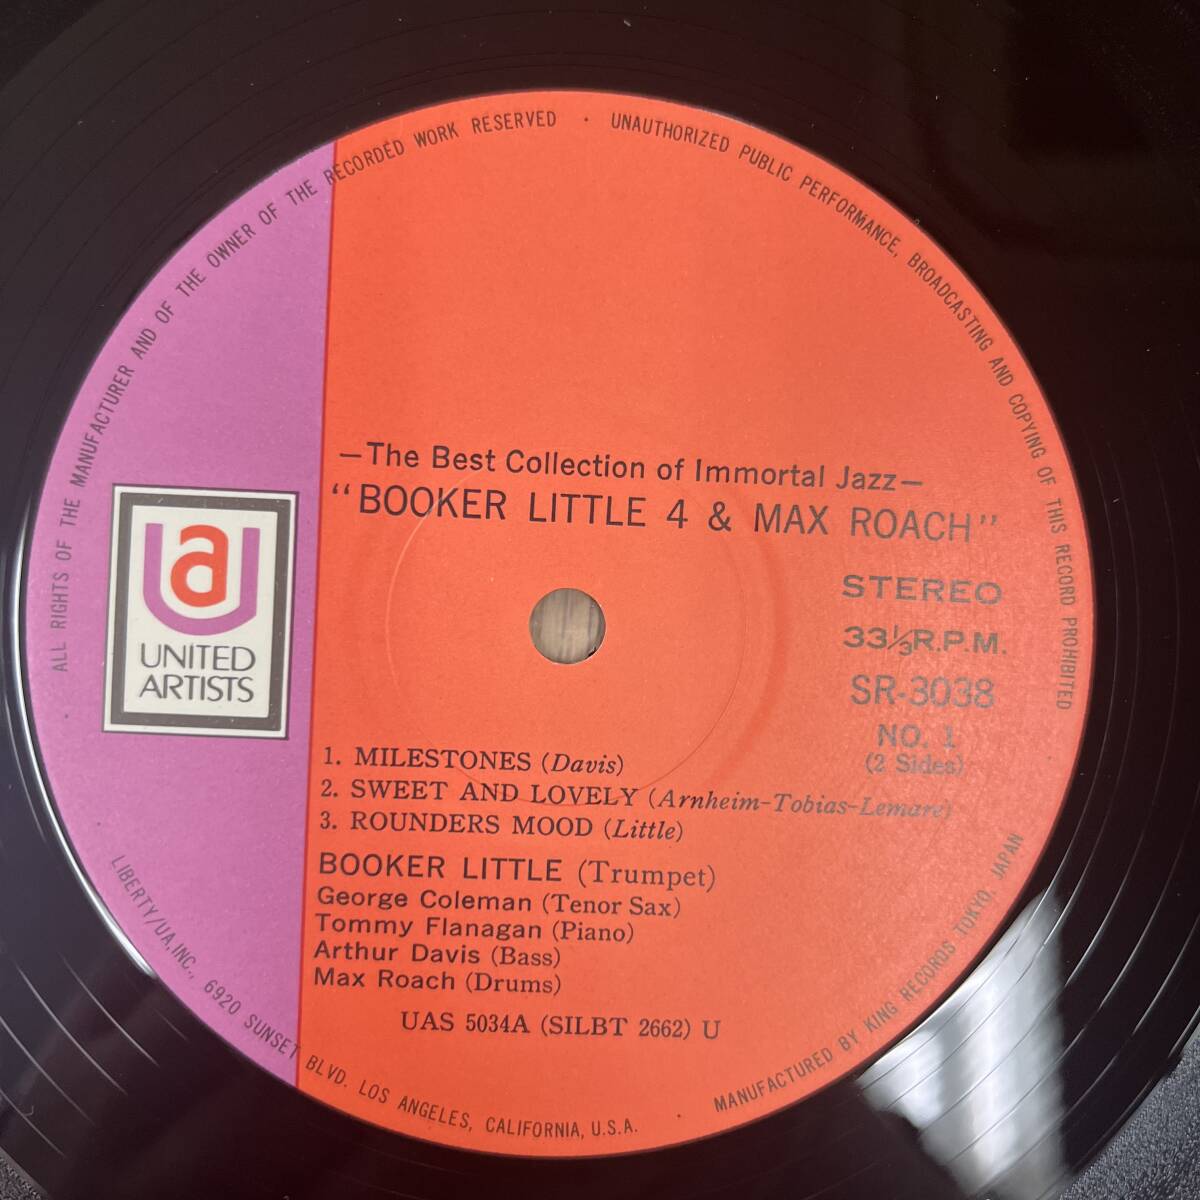 ALL RIGHTS OF THE MANUFACTURER AND OF THE OWNER OF THE RECORDED WORK RESERVED · UNAUTHORIZED PUBLIC PERFORMANCE, BROADCASTING AND COPYING OF THIS RECORD PROHIBITED
—The Best Collection of Immortal Jazz—
“BOOKER LITTLE 4 & MAX ROACH”
ua
UNITED
ARTISTS
STEREO
33⅓R.P.M.
SR-3038
NO. 1
(2 Sides)
1. MILESTONES (Davis)
2. SWEET AND LOVELY (Arnheim-Tobias-Lemare)
3. ROUNDERS MOOD (Little)
BOOKER LITTLE (Trumpet)
George Coleman (Tenor Sax)
Tommy Flanagan (Piano)
Arthur Davis (Bass)
Max Roach (Drums)
UAS 5034A (SILBT 2662) U
LIBERTY/UA,INC., 6920 SUNSET BLVD. LOS ANGELES, CALIFORNIA, U.S.A. · MANUFACTURED BY KING RECORDS TOKYO, JAPAN